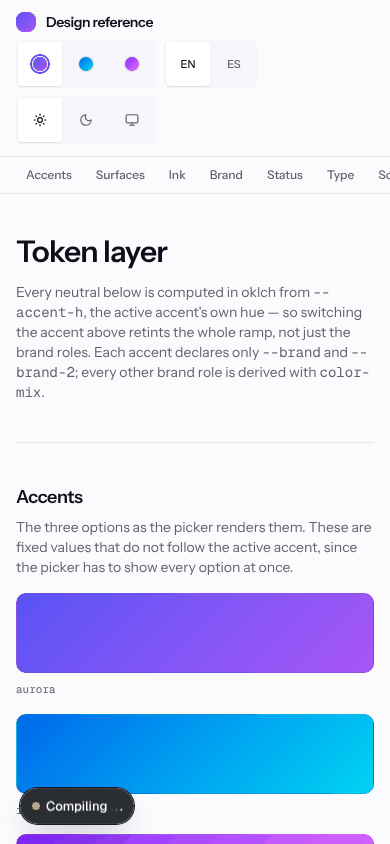 Design reference
EN ES
Accents Surfaces Ink Brand Status Type
Token layer
Every neutral below is computed in oklch from --
accent-h, the active accent's own hue — so switching
the accent above retints the whole ramp, not just the
brand roles. Each accent declares only --brand and --
brand-2; every other brand role is derived with color-
mix.
Accents
The three options as the picker renders them. These are
fixed values that do not follow the active accent, since
the picker has to show every option at once.
aurora
Compiling ...